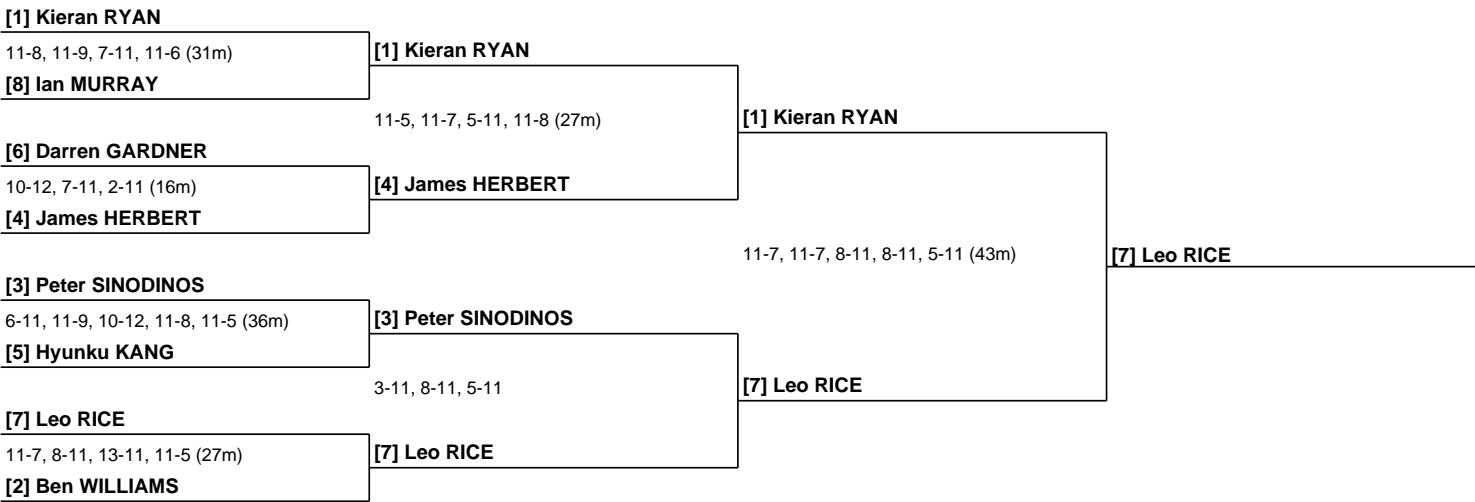 [1] Kieran RYAN
11-8, 11-9, 7-11, 11-6 (31m)
[8] Ian MURRAY
[1] Kieran RYAN
11-5, 11-7, 5-11, 11-8 (27m)
[1] Kieran RYAN
[6] Darren GARDNER
10-12, 7-11, 2-11 (16m)
[4] James HERBERT
[4] James HERBERT
11-7, 11-7, 8-11, 8-11, 5-11 (43m)
[7] Leo RICE
[3] Peter SINODINOS
6-11, 11-9, 10-12, 11-8, 11-5 (36m)
[5] Hyunku KANG
[3] Peter SINODINOS
3-11, 8-11, 5-11
[7] Leo RICE
[7] Leo RICE
11-7, 8-11, 13-11, 11-5 (27m)
[2] Ben WILLIAMS
[7] Leo RICE